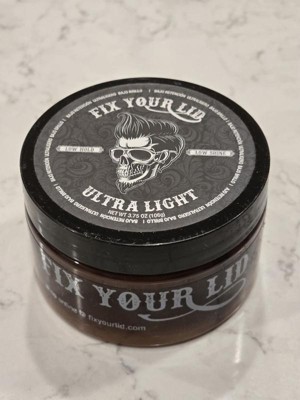 FIX YOUR LID
LOW HOLD
LOW SHINE
ULTRA LIGHT
NET WT 3.75 OZ (106g)
FIX YOUR LID
fixyourlid.com